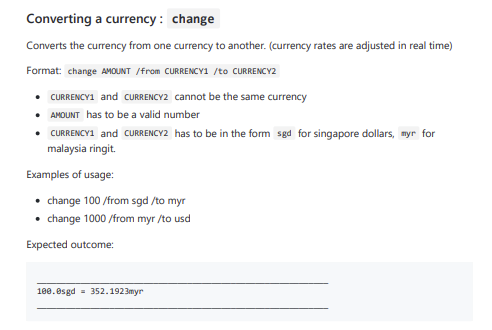 Converting a currency : change
Converts the currency from one currency to another. (currency rates are adjusted in real time)
Format: change AMOUNT /from CURRENCY1 /to CURRENCY2
• CURRENCY1 and CURRENCY2 cannot be the same currency
• AMOUNT has to be a valid number
• CURRENCY1 and CURRENCY2 has to be in the form sgd for singapore dollars, myr for
malaysia ringit.
Examples of usage:
• change 100 /from sgd /to myr
• change 1000 /from myr /to usd
Expected outcome:
100.0sgd = 352.1923myr